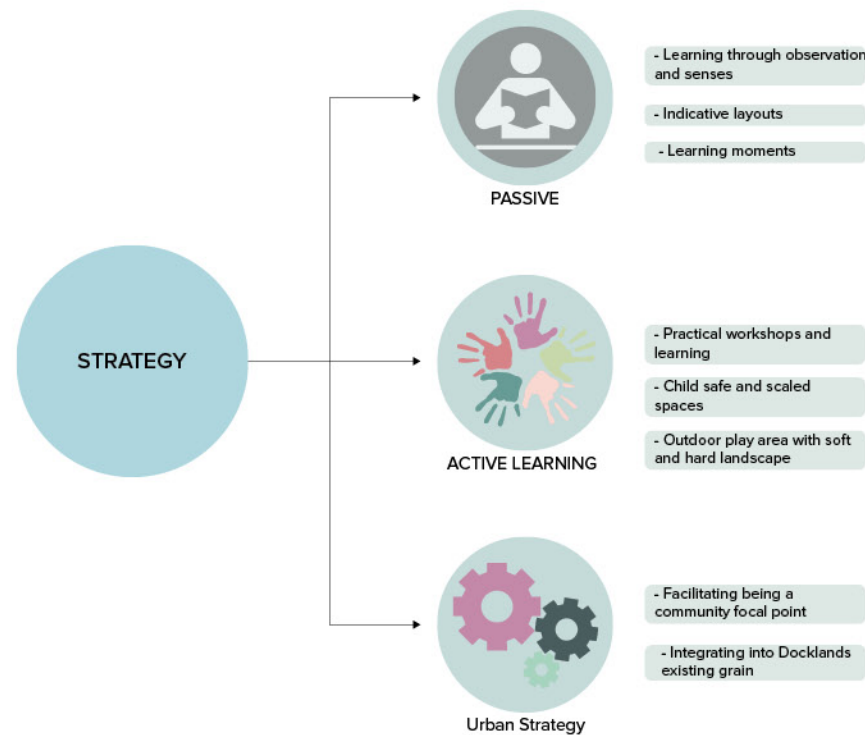 STRATEGY
PASSIVE
- Learning through observation
and senses
- Indicative layouts
- Learning moments
ACTIVE LEARNING
- Practical workshops and
learning
- Child safe and scaled
spaces
- Outdoor play area with soft
and hard landscape
Urban Strategy
- Facilitating being a
community focal point
- Integrating into Docklands
existing grain